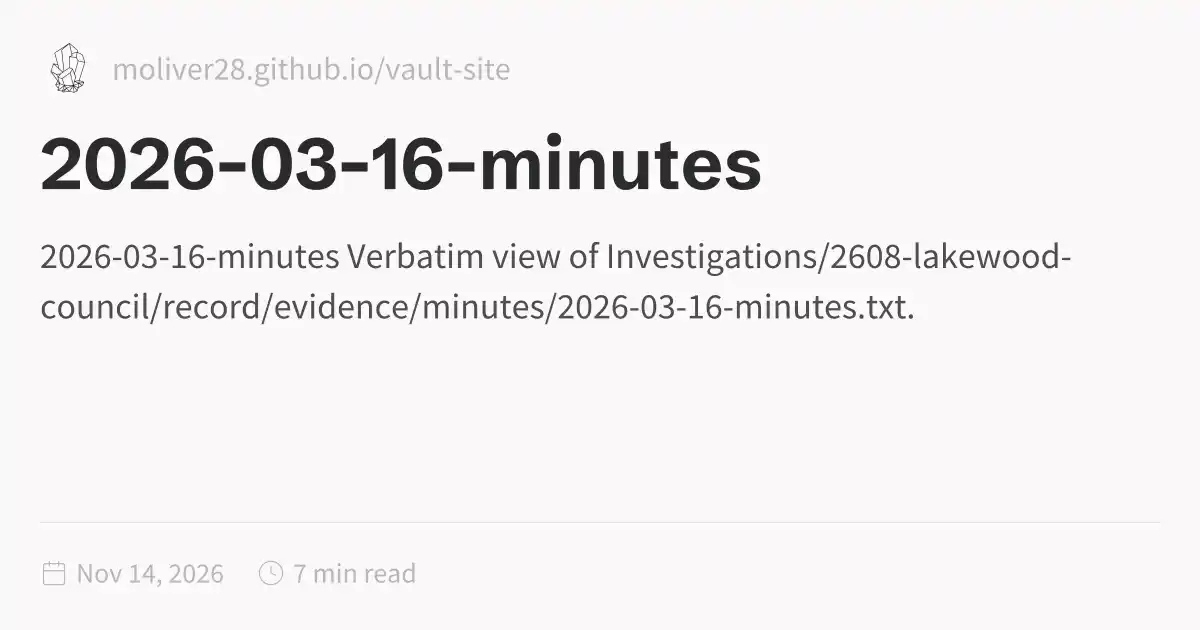 moliver28.github.io/vault-site
2026-03-16-minutes
2026-03-16-minutes Verbatim view of Investigations/2608-lakewood-
council/record/evidence/minutes/2026-03-16-minutes.txt.
Nov 14, 2026 7 min read